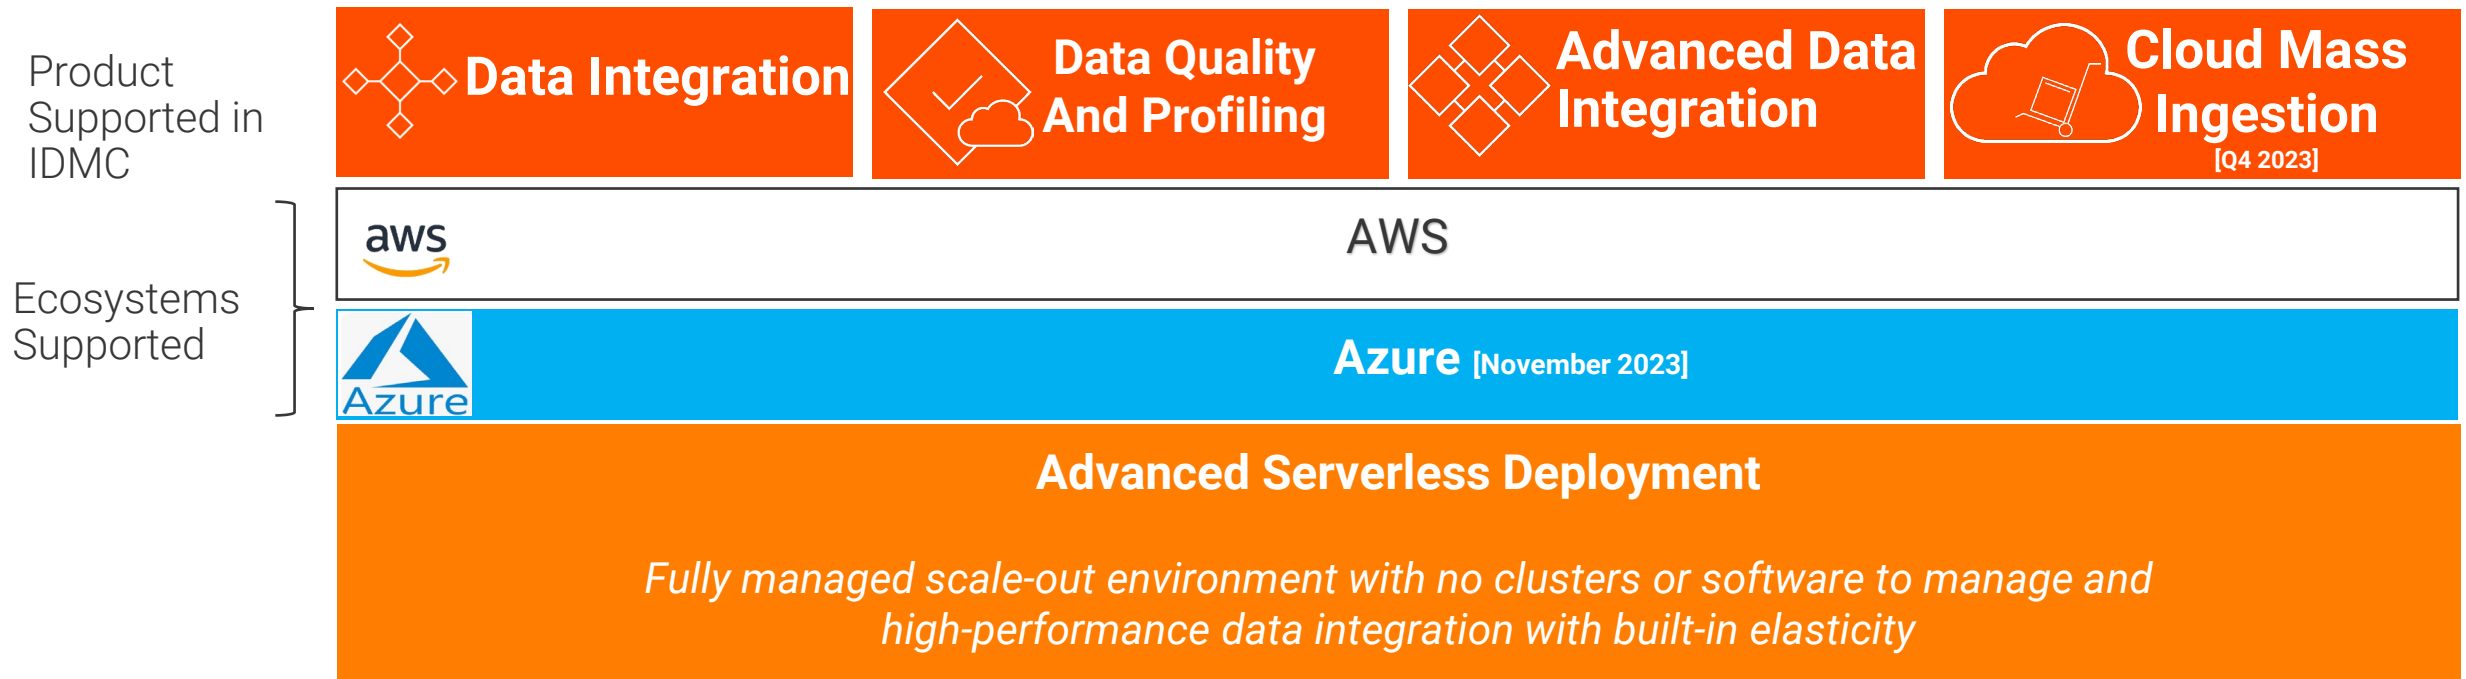 Product
Supported in
IDMC
Data Integration
Data Quality
And Profiling
Advanced Data
Integration
Cloud Mass
Ingestion
[Q4 2023]
Ecosystems
Supported
aws
AWS
Azure
Azure [November 2023]
Advanced Serverless Deployment
Fully managed scale-out environment with no clusters or software to manage and
high-performance data integration with built-in elasticity